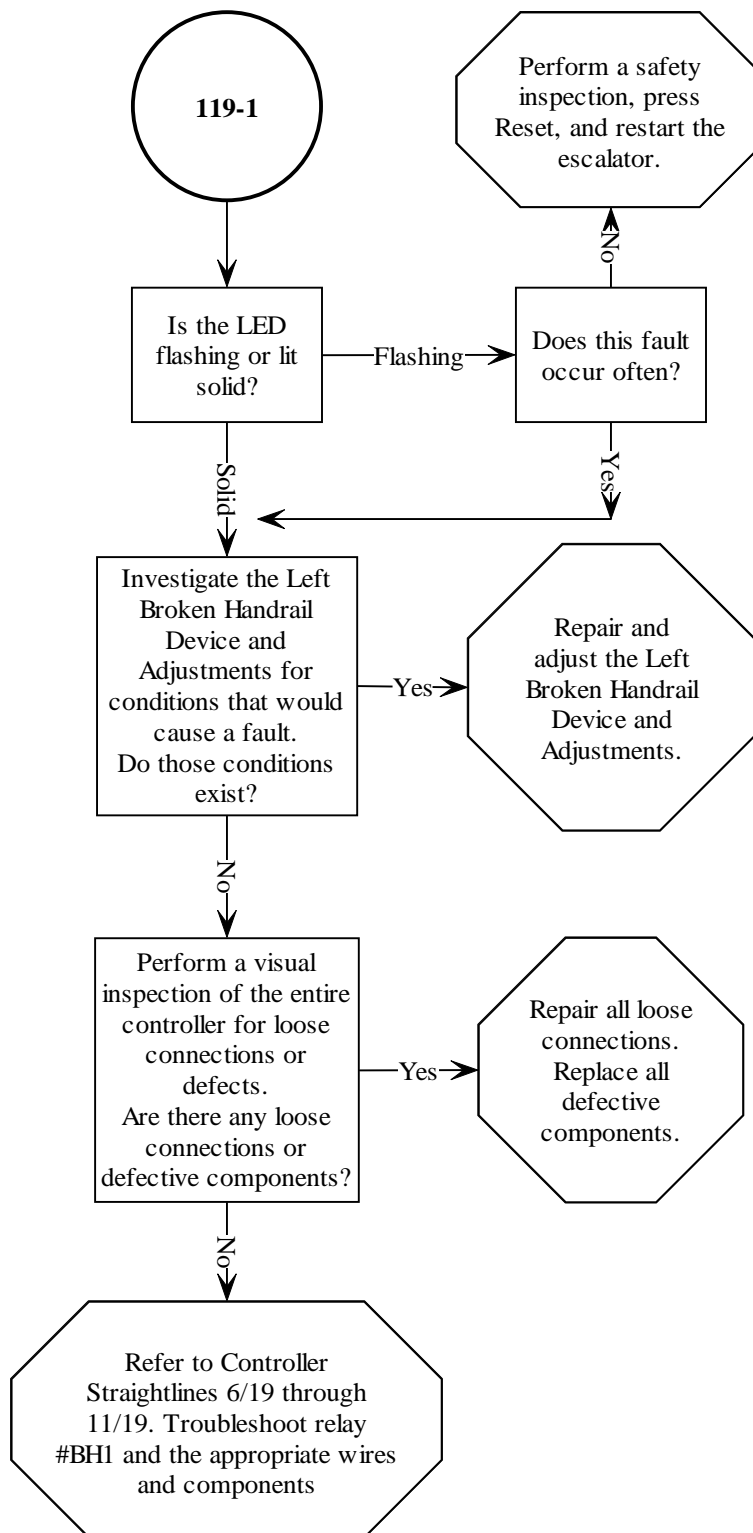 119-1
Perform a safety
inspection, press
Reset, and restart the
escalator.
No
Is the LED
flashing or lit
solid?
Flashing
Does this fault
occur often?
Solid
Yes
Investigate the Left
Broken Handrail
Device and
Adjustments for
conditions that would
cause a fault.
Do those conditions
exist?
Yes
Repair and
adjust the Left
Broken Handrail
Device and
Adjustments.
No
Perform a visual
inspection of the entire
controller for loose
connections or
defects.
Are there any loose
connections or
defective components?
Yes
Repair all loose
connections.
Replace all
defective
components.
No
Refer to Controller
Straightlines 6/19 through
11/19. Troubleshoot relay
#BH1 and the appropriate wires
and components